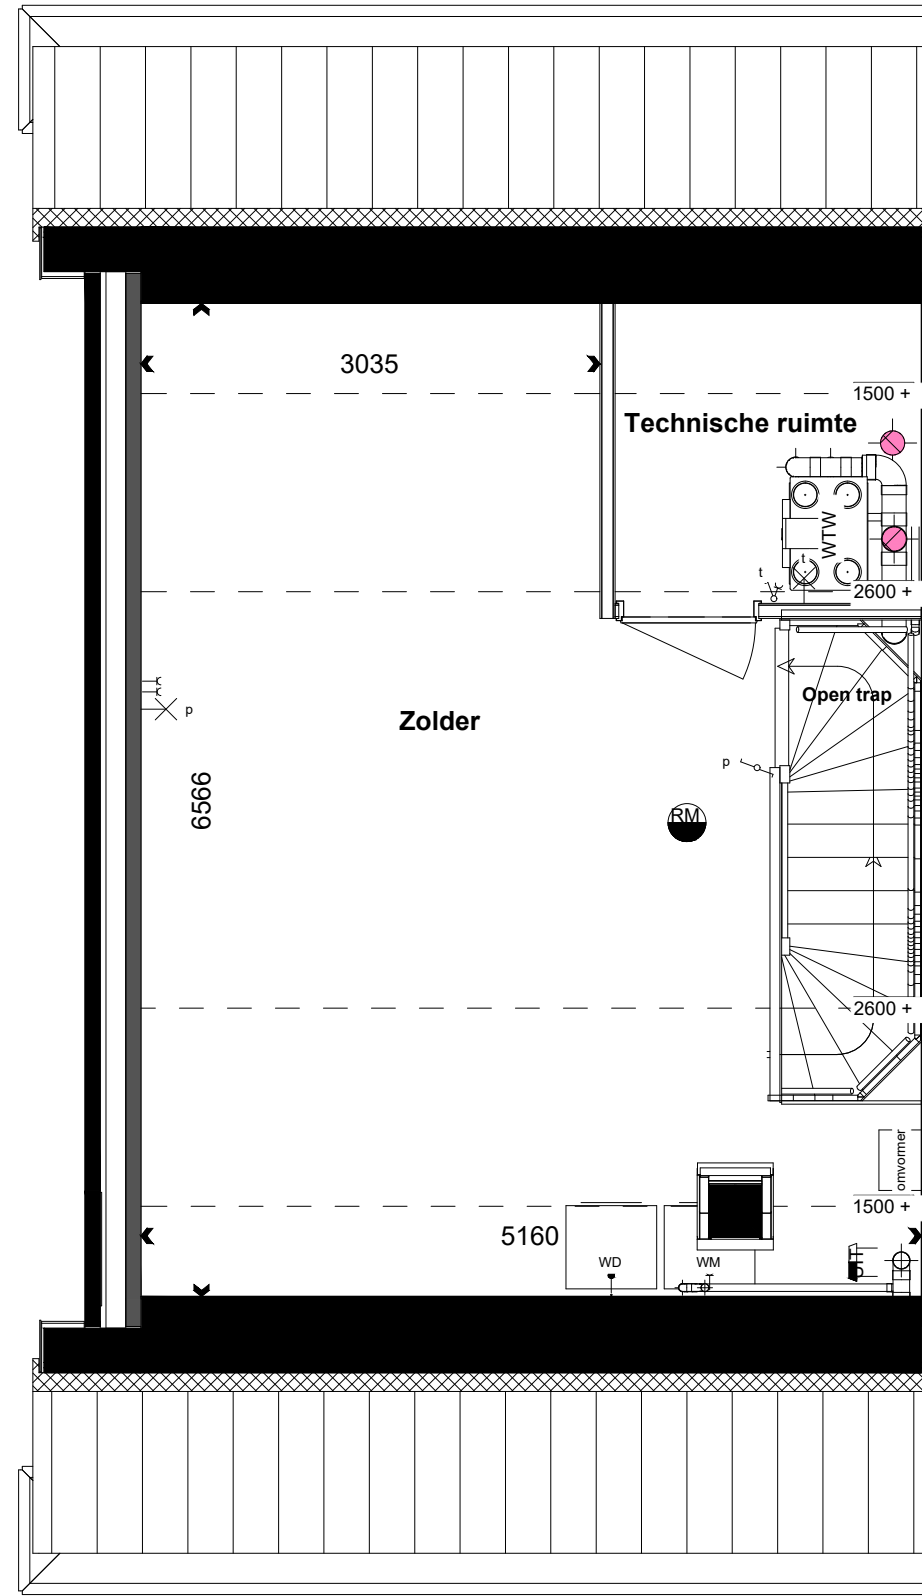 3035
1500 +
Technische ruimte
WTW
t
t
2600 +
Open trap
p
Zolder
p
6566
RM
2600 +
omvormer
1500 +
5160
WD
WM